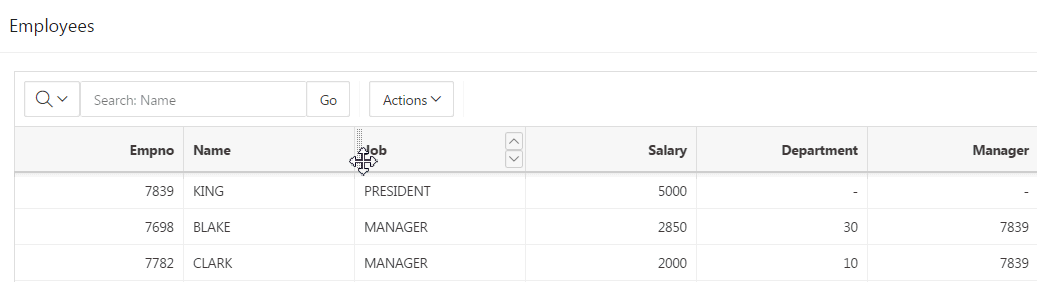 Employees
Search: Name Go Actions
Empno Name Job Salary Department Manager
7839 KING PRESIDENT 5000 - -
7698 BLAKE MANAGER 2850 30 7839
7782 CLARK MANAGER 2000 10 7839